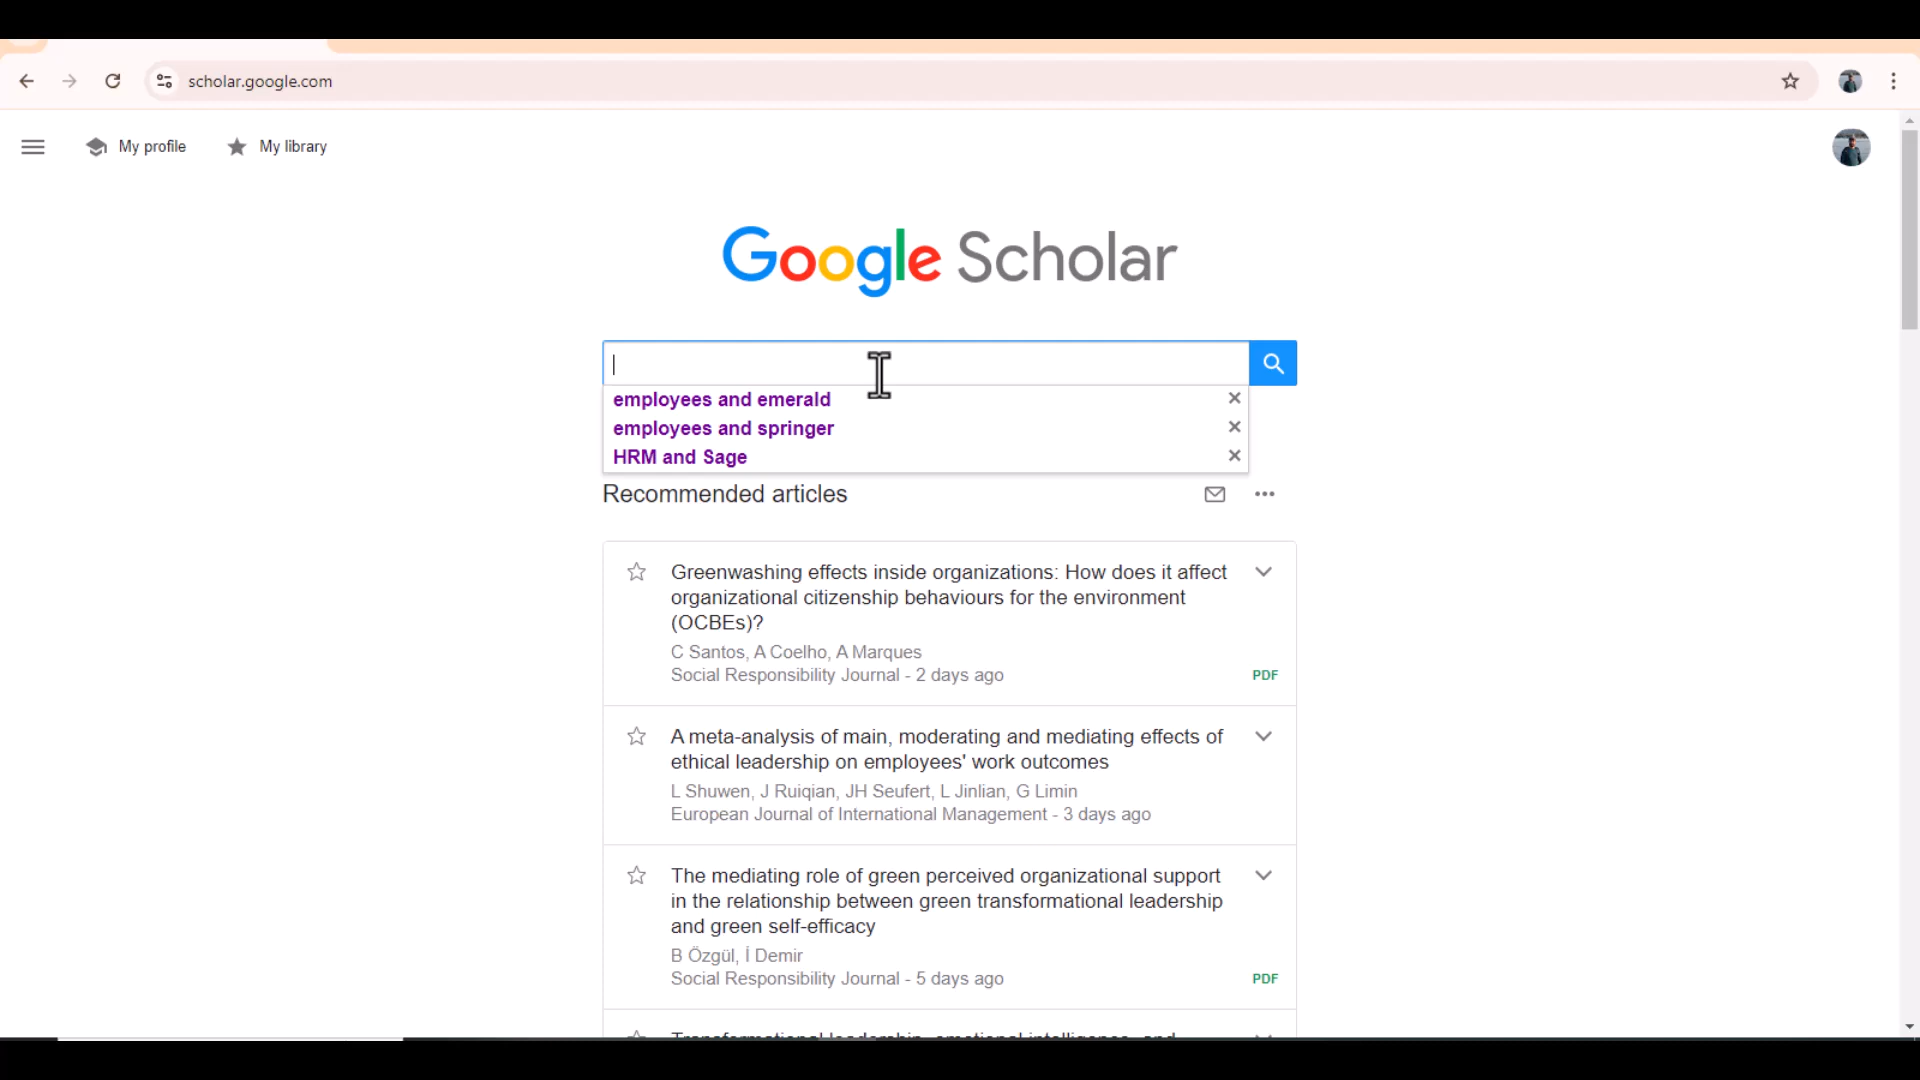 scholar.google.com
My profile
My library
Google Scholar
employees and emerald
employees and springer
HRM and Sage
Recommended articles
Greenwashing effects inside organizations: How does it affect
organizational citizenship behaviours for the environment
(OCBEs)?
C Santos, A Coelho, A Marques
Social Responsibility Journal - 2 days ago
PDF
A meta-analysis of main, moderating and mediating effects of
ethical leadership on employees' work outcomes
L Shuwen, J Ruiqian, JH Seufert, L Jinlian, G Limin
European Journal of International Management - 3 days ago
The mediating role of green perceived organizational support
in the relationship between green transformational leadership
and green self-efficacy
B Özgül, İ Demir
Social Responsibility Journal - 5 days ago
PDF
Transformational leadership, emotional intelligence, and